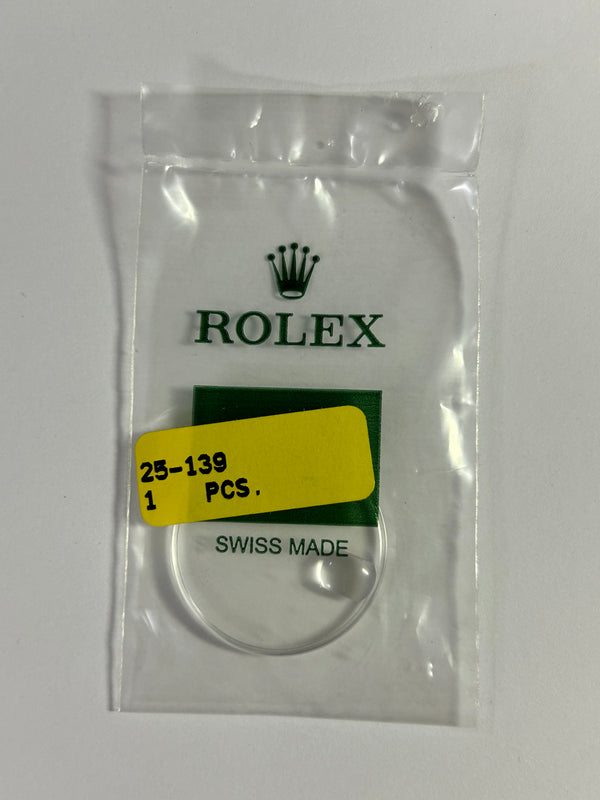 ROLEX
25-139
1 PCS.
SWISS MADE